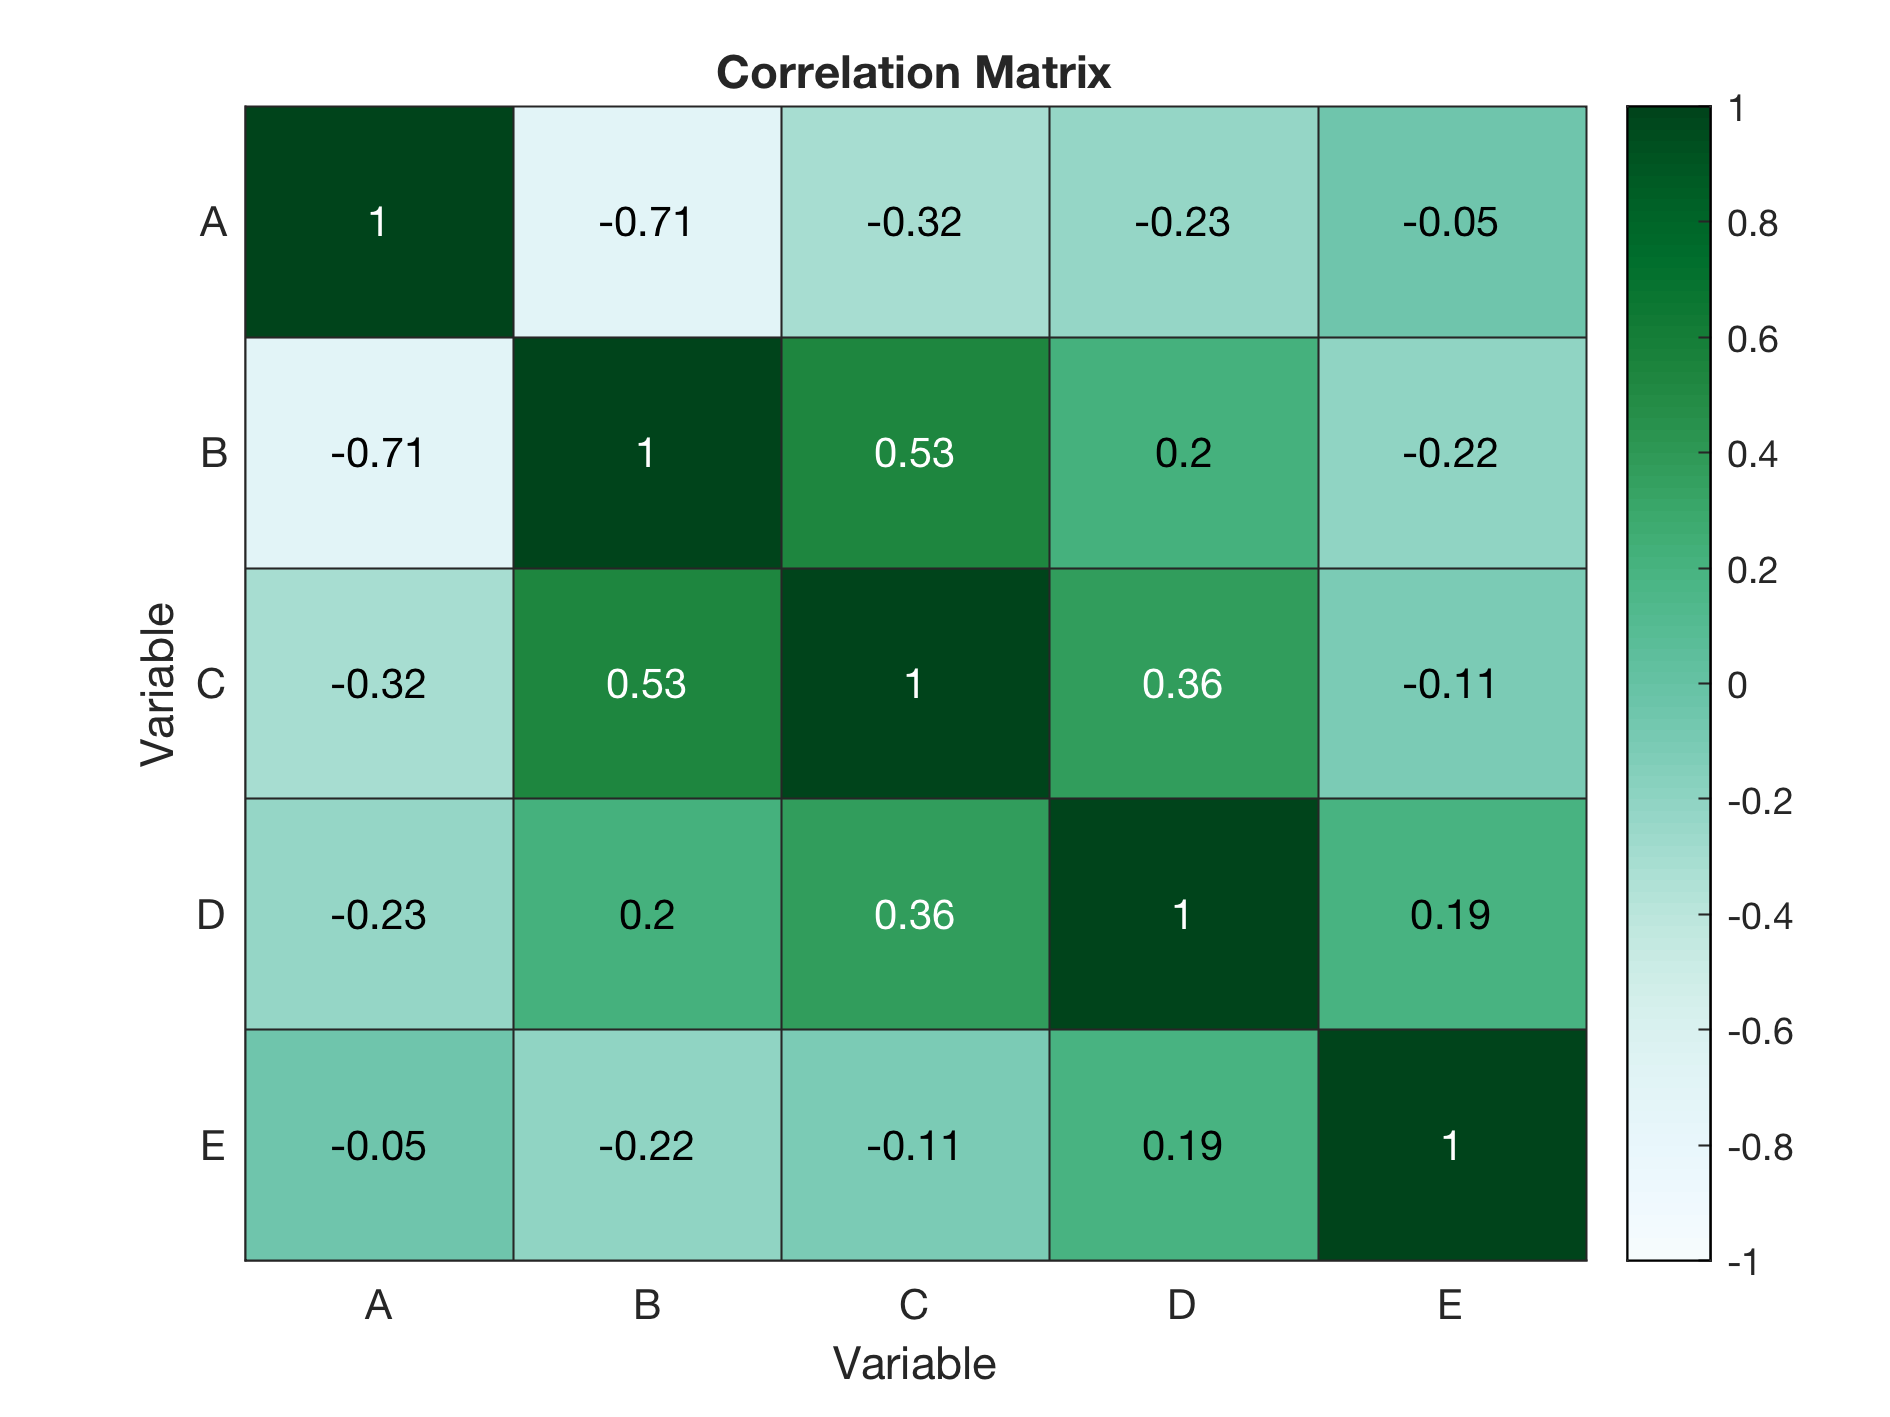 Correlation Matrix
A 1 -0.71 -0.32 -0.23 -0.05
B -0.71 1 0.53 0.2 -0.22
C -0.32 0.53 1 0.36 -0.11
D -0.23 0.2 0.36 1 0.19
E -0.05 -0.22 -0.11 0.19 1
A B C D E
Variable
Variable
1
0.8
0.6
0.4
0.2
0
-0.2
-0.4
-0.6
-0.8
-1